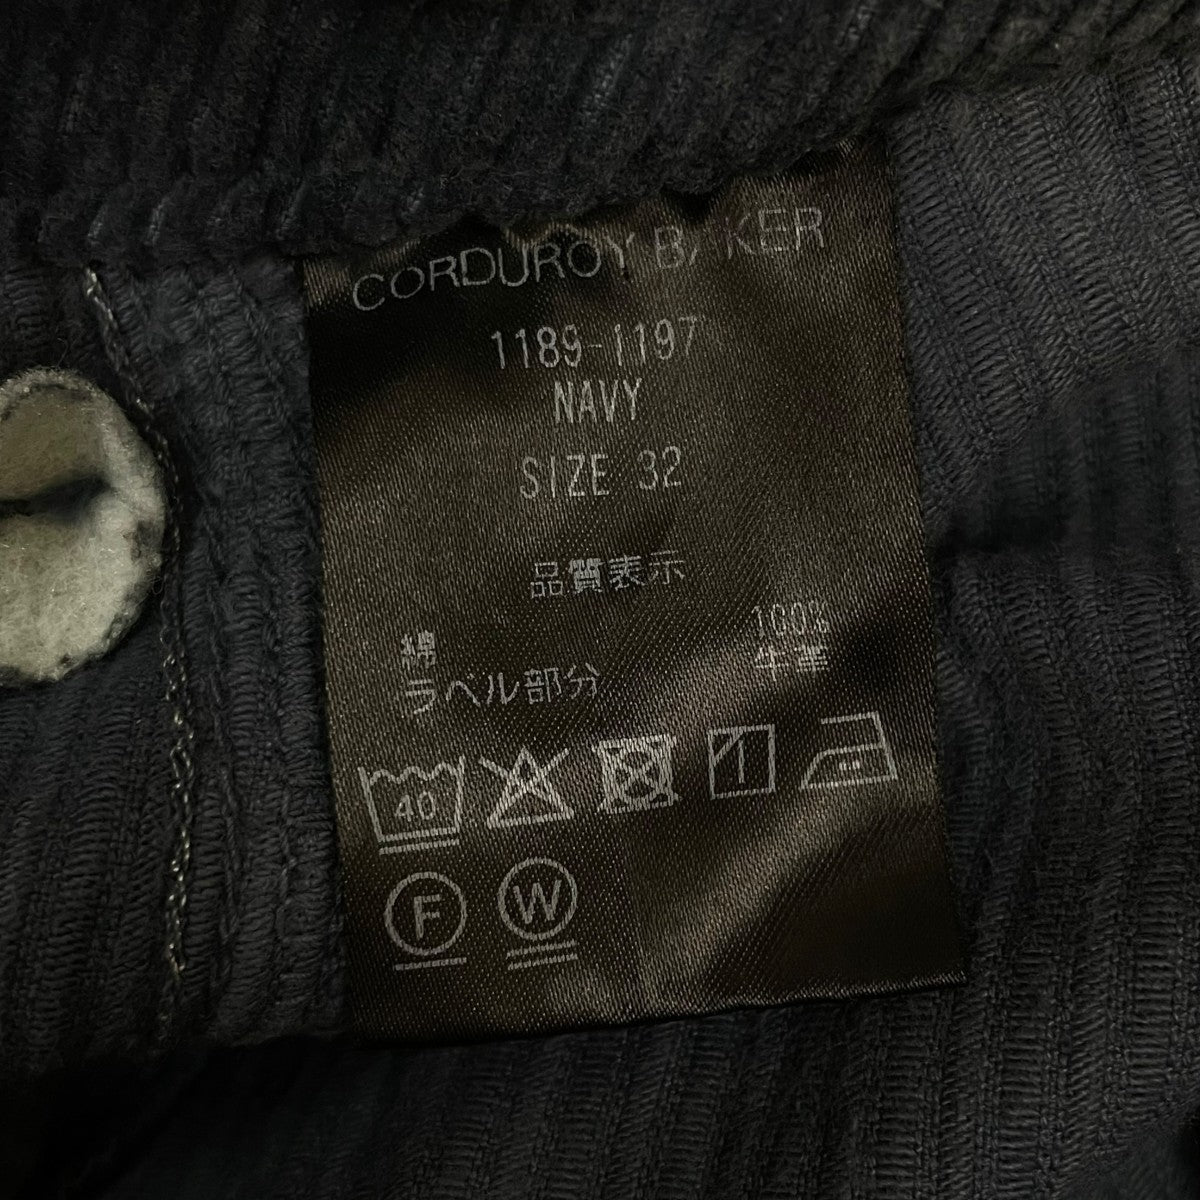 CORDUROY BAKER
1189-1197
NAVY
SIZE 32
品質表示
綿 100%
ラベル部分 牛革
40
F W